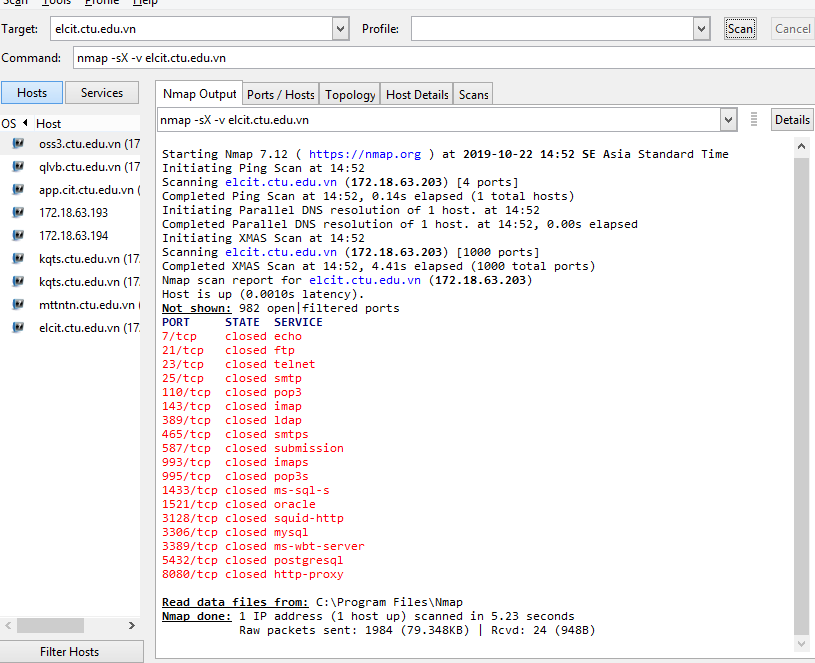 Scan Tools Profile Help
Target: elcit.ctu.edu.vn Profile: Scan Cancel
Command: nmap -sX -v elcit.ctu.edu.vn
Hosts Services
Nmap Output Ports / Hosts Topology Host Details Scans
OS Host
nmap -sX -v elcit.ctu.edu.vn Details
oss3.ctu.edu.vn (17
qlvb.ctu.edu.vn (17
app.cit.ctu.edu.vn (
172.18.63.193
172.18.63.194
kqts.ctu.edu.vn (17.
kqts.ctu.edu.vn (17.
mttntn.ctu.edu.vn (
elcit.ctu.edu.vn (17.
Filter Hosts
Starting Nmap 7.12 ( https://nmap.org ) at 2019-10-22 14:52 SE Asia Standard Time
Initiating Ping Scan at 14:52
Scanning elcit.ctu.edu.vn (172.18.63.203) [4 ports]
Completed Ping Scan at 14:52, 0.14s elapsed (1 total hosts)
Initiating Parallel DNS resolution of 1 host. at 14:52
Completed Parallel DNS resolution of 1 host. at 14:52, 0.00s elapsed
Initiating XMAS Scan at 14:52
Scanning elcit.ctu.edu.vn (172.18.63.203) [1000 ports]
Completed XMAS Scan at 14:52, 4.41s elapsed (1000 total ports)
Nmap scan report for elcit.ctu.edu.vn (172.18.63.203)
Host is up (0.0010s latency).
Not shown: 982 open|filtered ports
PORT STATE SERVICE
7/tcp closed echo
21/tcp closed ftp
23/tcp closed telnet
25/tcp closed smtp
110/tcp closed pop3
143/tcp closed imap
389/tcp closed ldap
465/tcp closed smtps
587/tcp closed submission
993/tcp closed imaps
995/tcp closed pop3s
1433/tcp closed ms-sql-s
1521/tcp closed oracle
3128/tcp closed squid-http
3306/tcp closed mysql
3389/tcp closed ms-wbt-server
5432/tcp closed postgresql
8080/tcp closed http-proxy
Read data files from: C:\Program Files\Nmap
Nmap done: 1 IP address (1 host up) scanned in 5.23 seconds
Raw packets sent: 1984 (79.348KB) | Rcvd: 24 (948B)